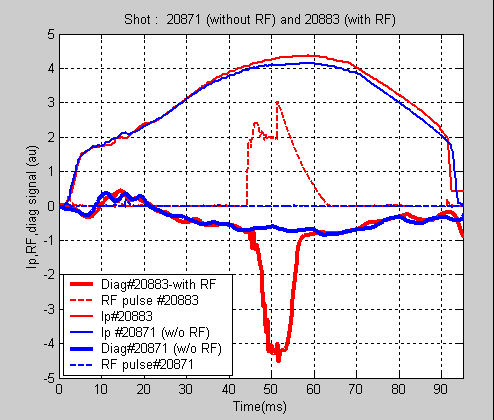 Shot : 20871 (without RF) and 20883 (with RF)
5
4
3
2
1
0
-1
-2
-3
-4
-5
Ip,RF,diag signal (au)
Diag#20883-with RF
RF pulse #20883
Ip#20883
Ip #20871 (w/o RF)
Diag#20871 (w/o RF)
RF pulse#20871
0 10 20 30 40 50 60 70 80 90
Time(ms)